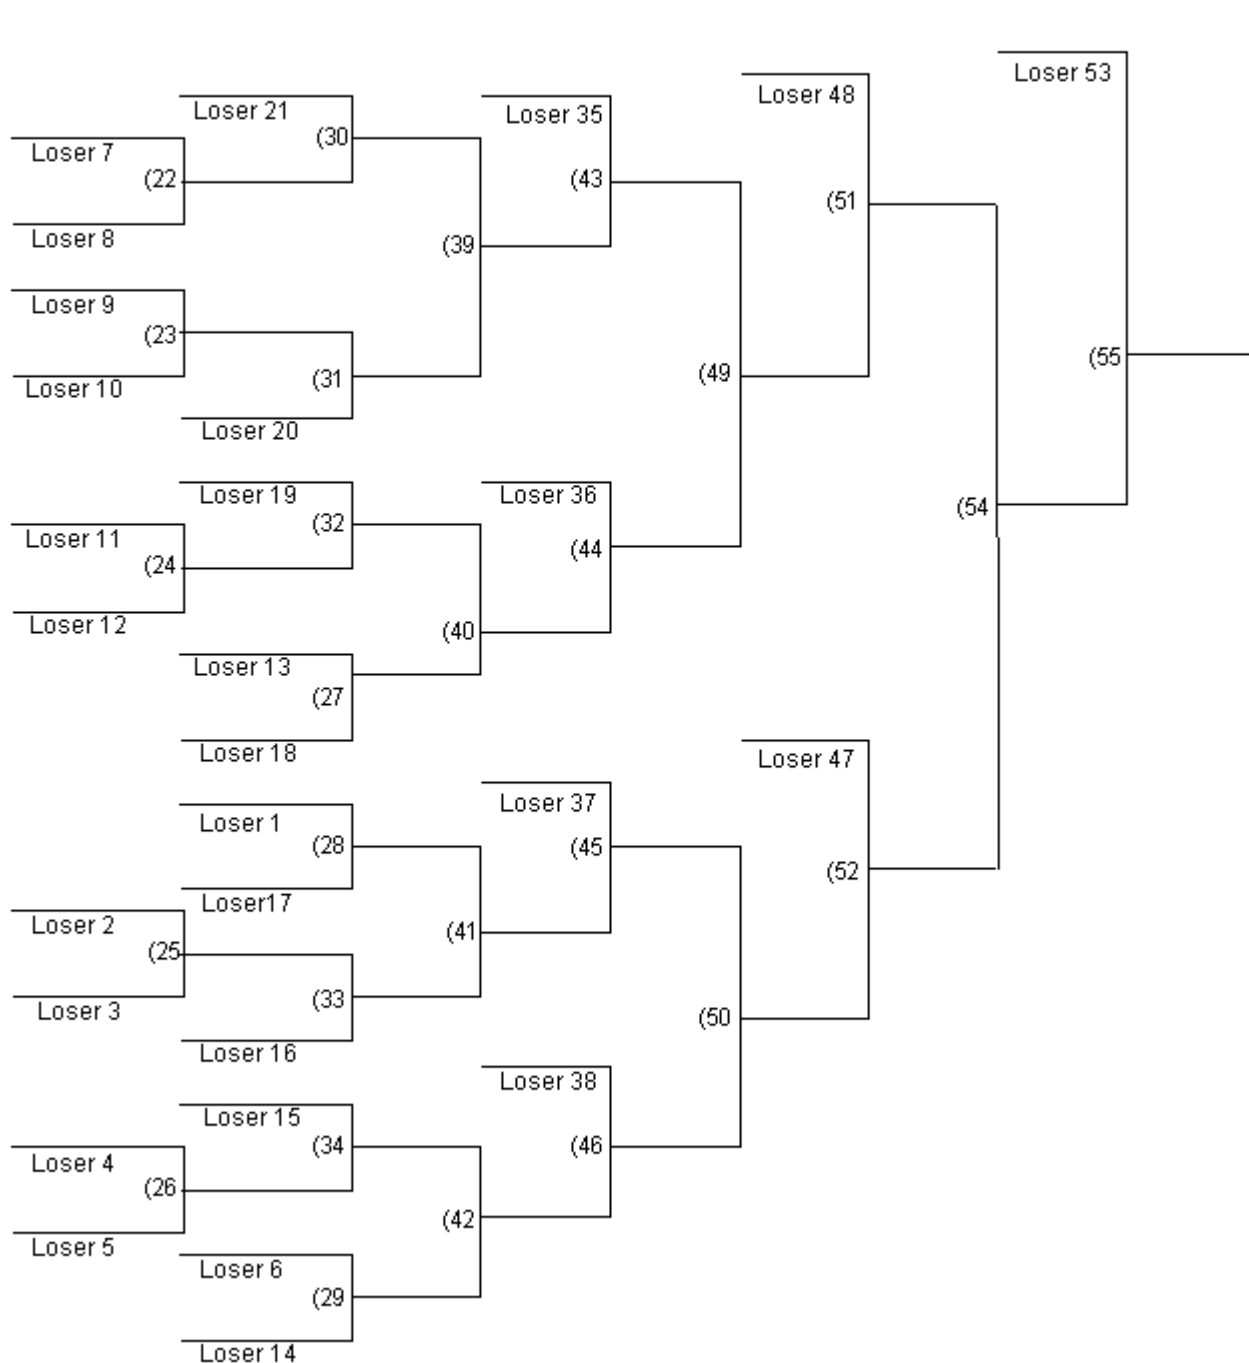 Loser 53
Loser 48
Loser 21
Loser 35
(30
Loser 7
(22
(43
(51
Loser 8
(39
Loser 9
(23
(55
(49
(31
Loser 10
Loser 20
Loser 19
Loser 36
(54
(32
Loser 11
(44
(24
Loser 12
(40
Loser 13
(27
Loser 18
Loser 47
Loser 37
Loser 1
(28
(45
(52
Loser17
Loser 2
(41
(25
(33
Loser 3
(50
Loser 16
Loser 38
Loser 15
(34
(46
Loser 4
(26
(42
Loser 5
Loser 6
(29
Loser 14